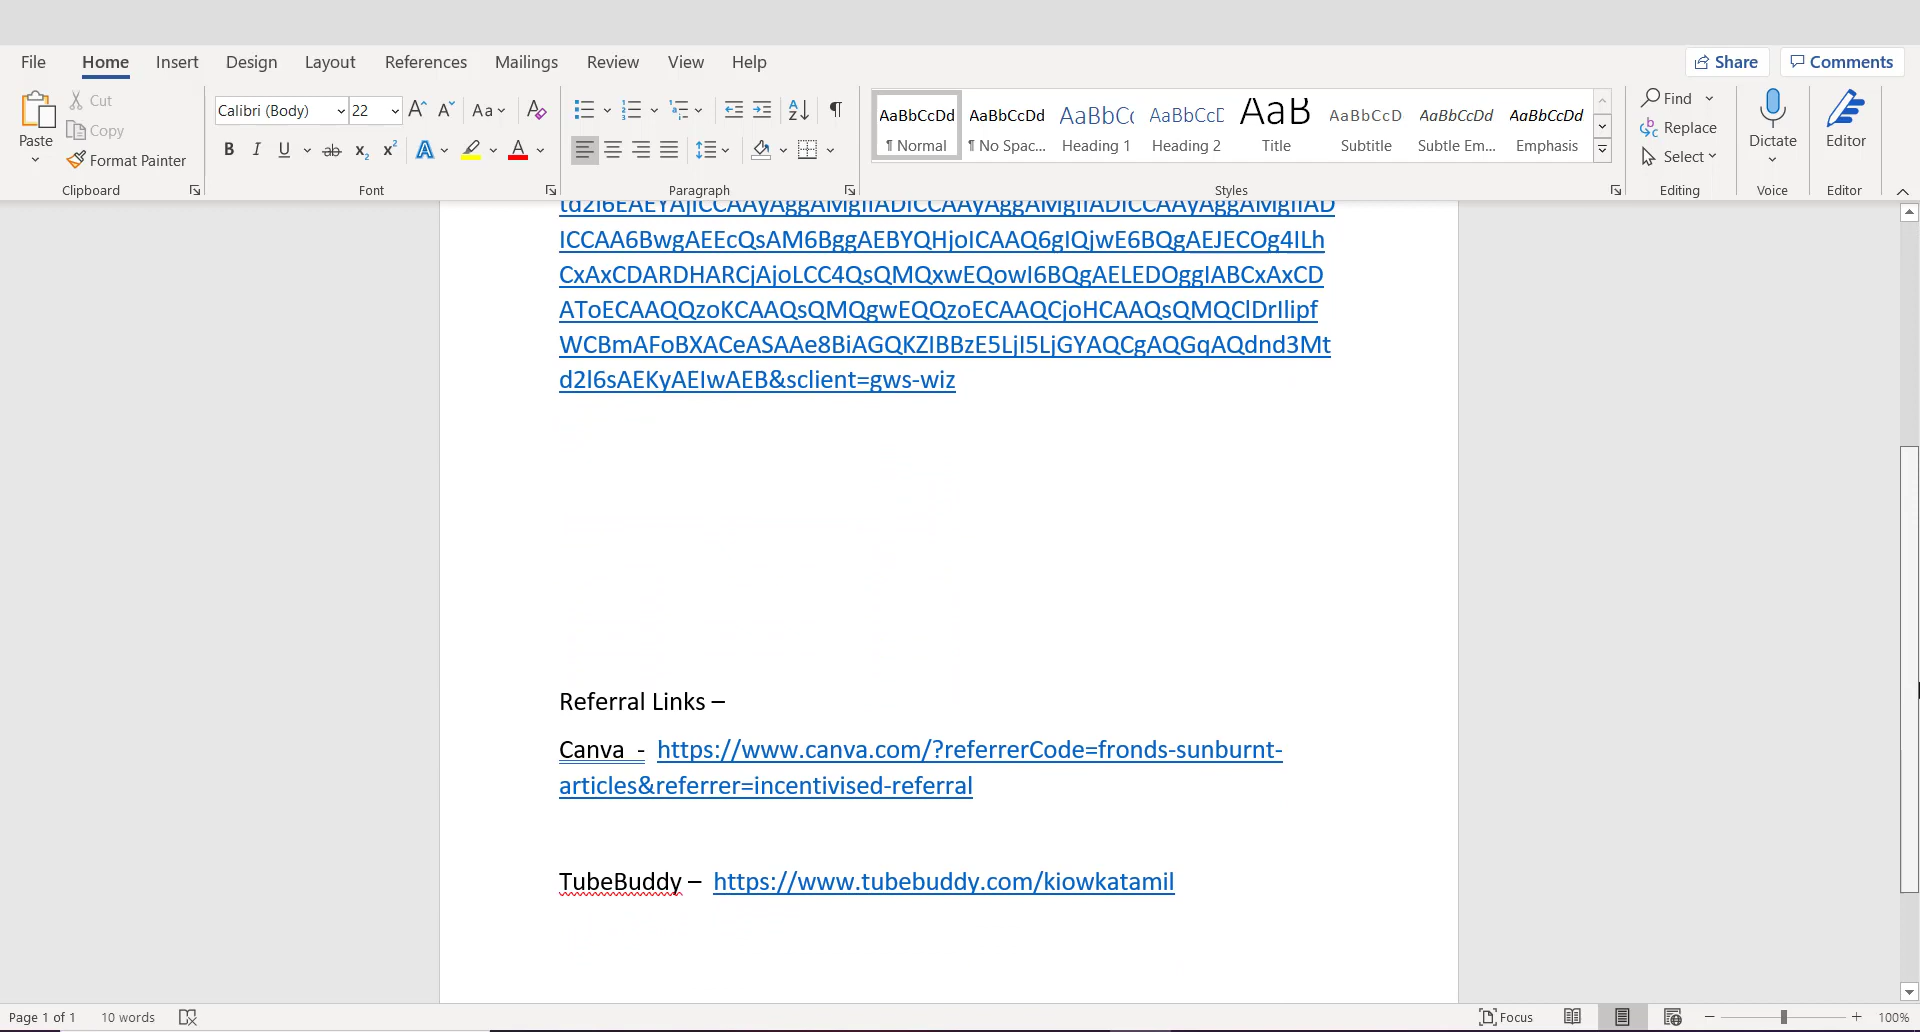 File Home Insert Design Layout References Mailings Review View Help Share Comments
Paste Cut Copy Format Painter Clipboard
Calibri (Body) 22 Font
Paragraph
AaBbCcDd ¶ Normal AaBbCcDd ¶ No Spac... AaBbCc Heading 1 AaBbCcD Heading 2 AaB Title AaBbCcD Subtitle AaBbCcDd Subtle Em... AaBbCcDd Emphasis Styles
Find Replace Select Editing
Dictate Voice
Editor Editor
ICCAA6BwgAEEcQsAM6BggAEBYQHjoICAAQ6gIQjwE6BQgAEJECOg4ILh
CxAxCDARDHARCjAjoLCC4QsQMQxwEQowI6BQgAELEDOggIABCxAxCD
AToECAAQQzoKCAAQsQMQgwEQQzoECAAQCjoHCAAQsQMQClDrIlipf
WCBmAFoBXACeASAAe8BiAGQKZIBBzE5LjI5LjGYAQCgAQGqAQdnd3Mt
d2l6sAEKyAEIwAEB&sclient=gws-wiz
Referral Links –
Canva - https://www.canva.com/?referrerCode=fronds-sunburnt-
articles&referrer=incentivised-referral
TubeBuddy – https://www.tubebuddy.com/kiowkatamil
Page 1 of 1 10 words Focus 100%